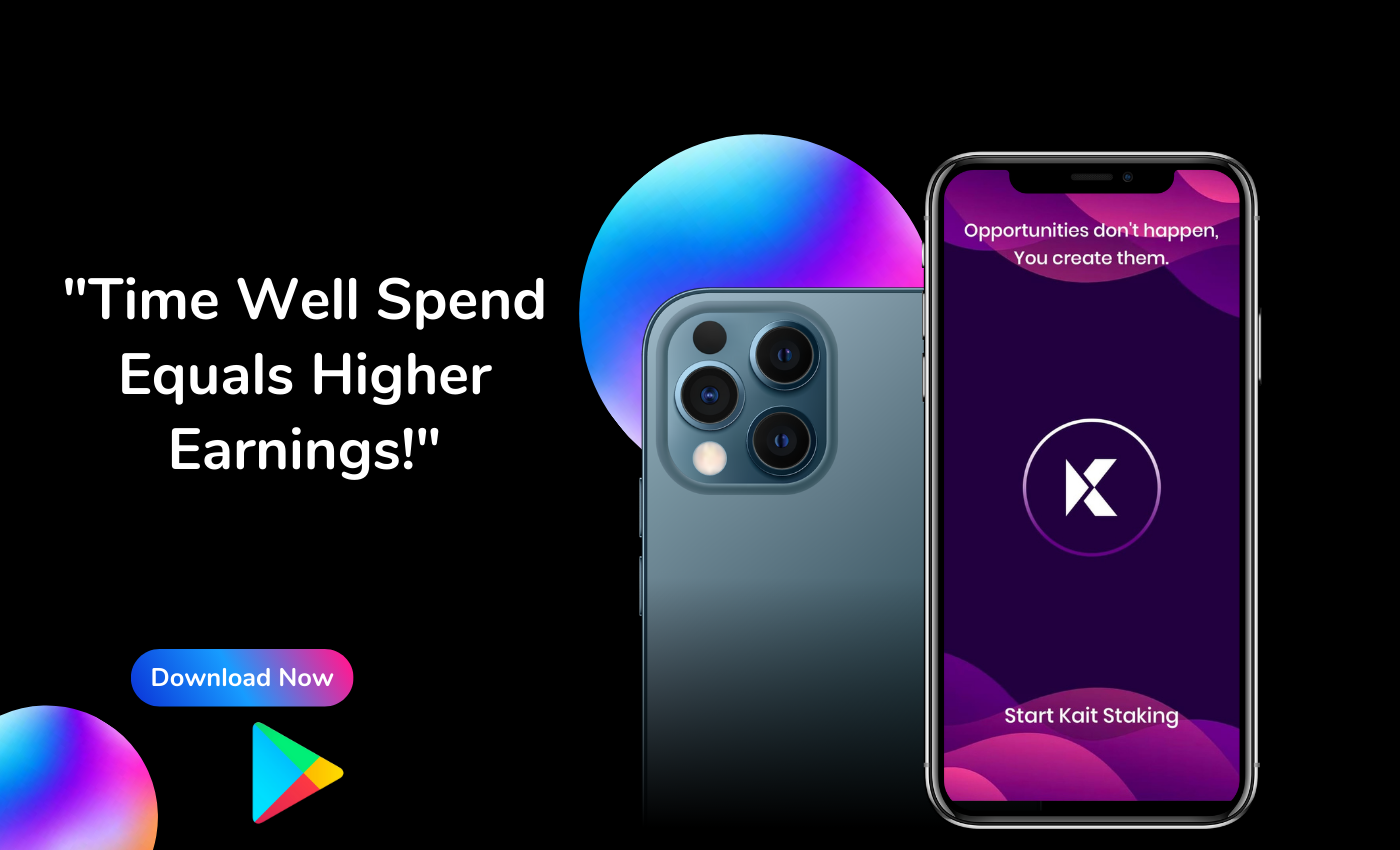 "Time Well Spend
Equals Higher
Earnings!"
Download Now
Opportunities don't happen,
You create them.
K
Start Kait Staking